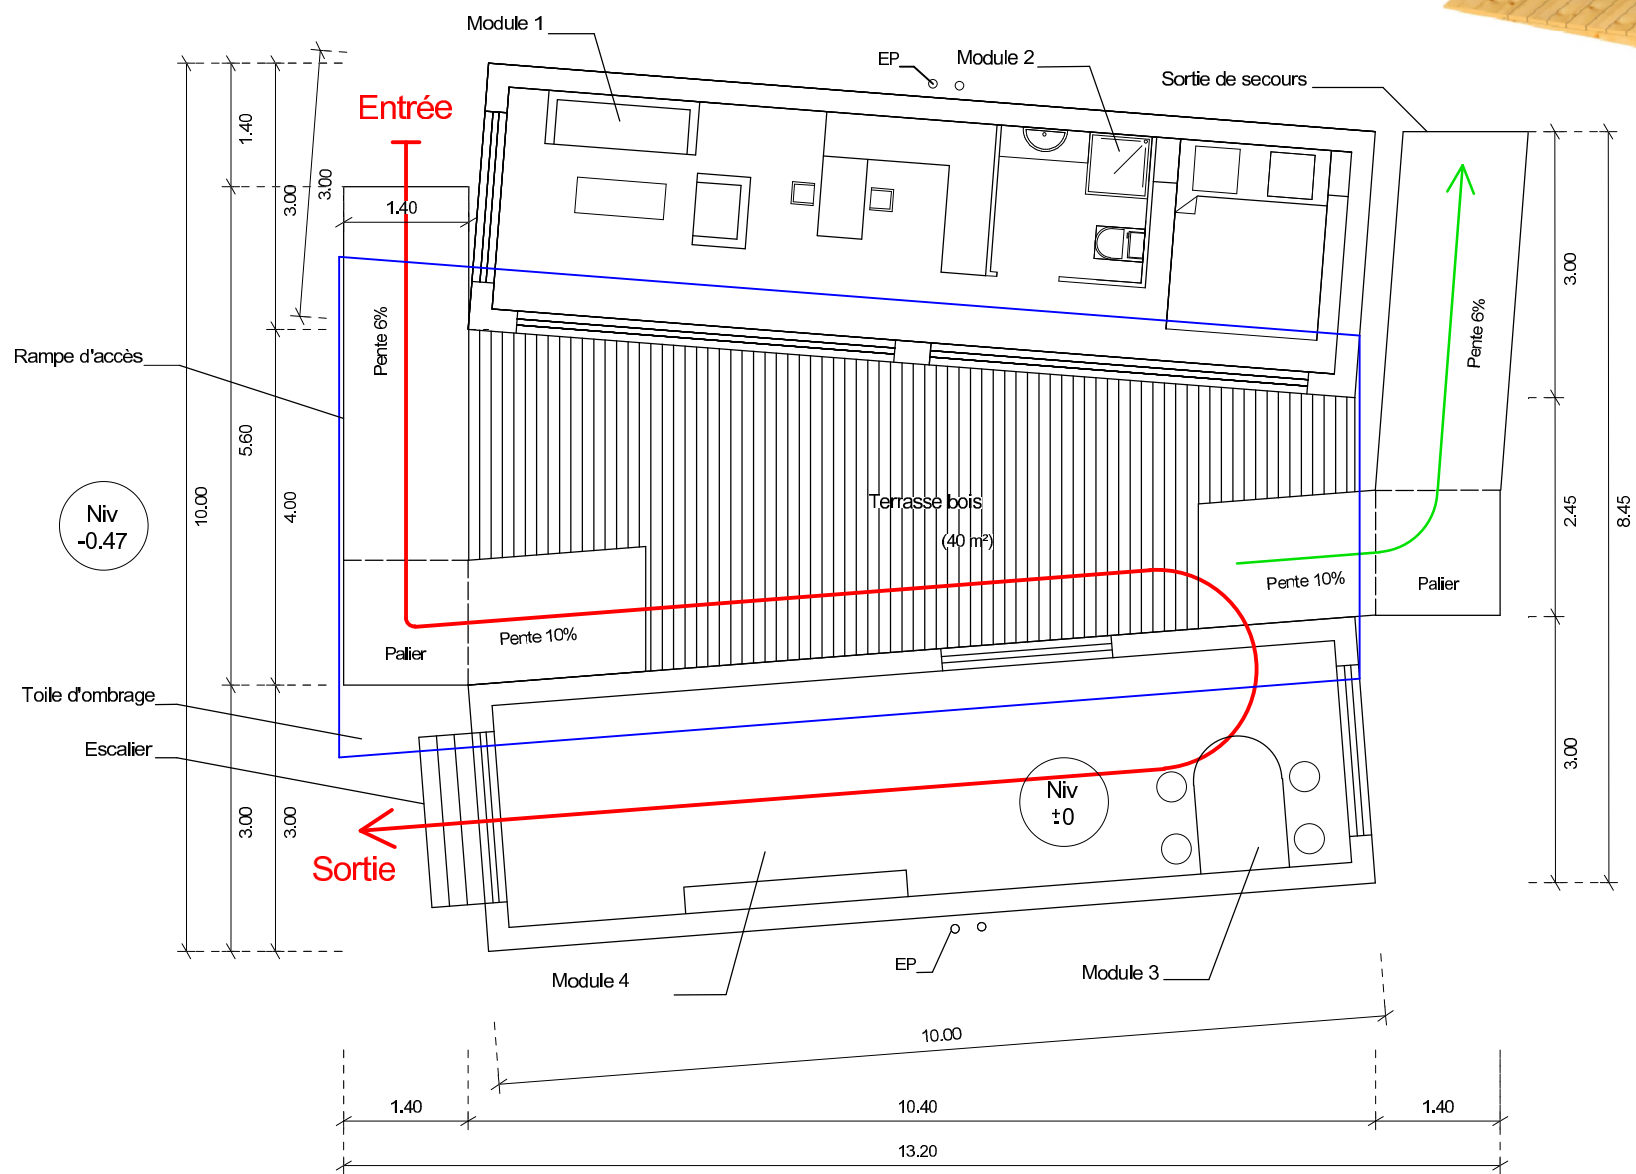 Module 1
EP
Module 2
Sortie de secours
Entrée
1.40
3.00
3.00
1.40
Pente 6%
3.00
Pente 6%
Rampe d'accès
5.60
10.00
4.00
Niv
-0.47
Terrasse bois
(40 m²)
2.45
8.45
Pente 10%
Palier
Pente 10%
Palier
Toile d'ombrage
Escalier
3.00
3.00
3.00
Niv
±0
Sortie
Module 4
EP
Module 3
10.00
1.40
10.40
1.40
13.20